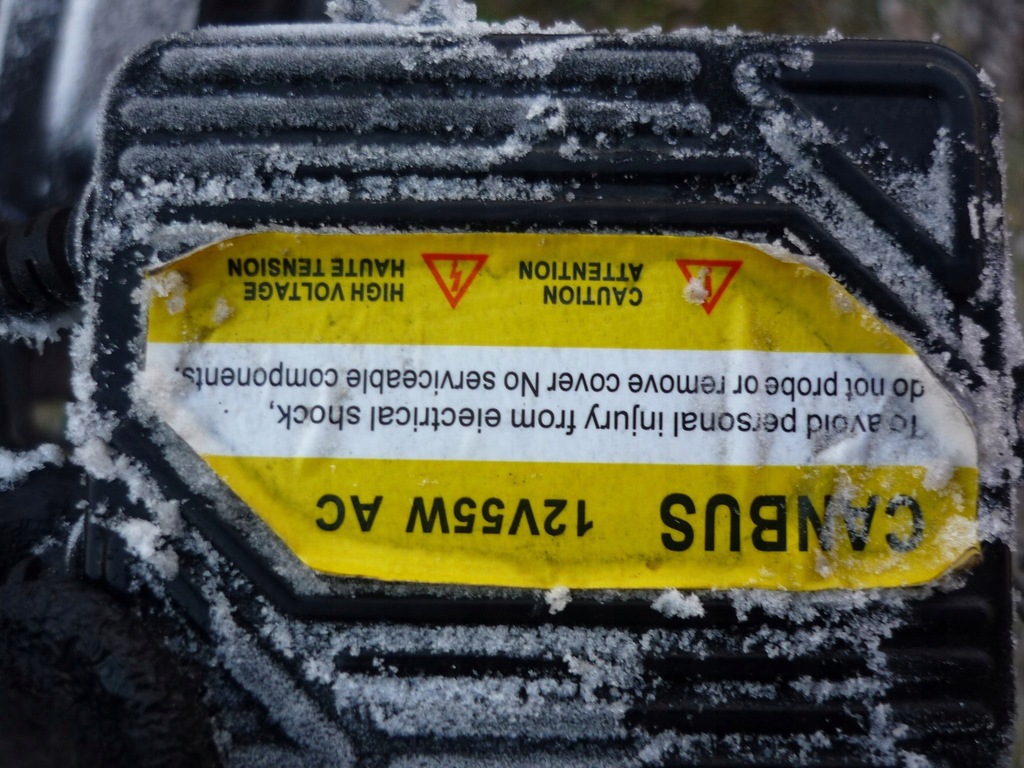 CANBUS 12V55W AC
To avoid personal injury from electrical shock,
do not probe or remove cover No serviceable components.
CAUTION
ATTENTION
HIGH VOLTAGE
HAUTE TENSION